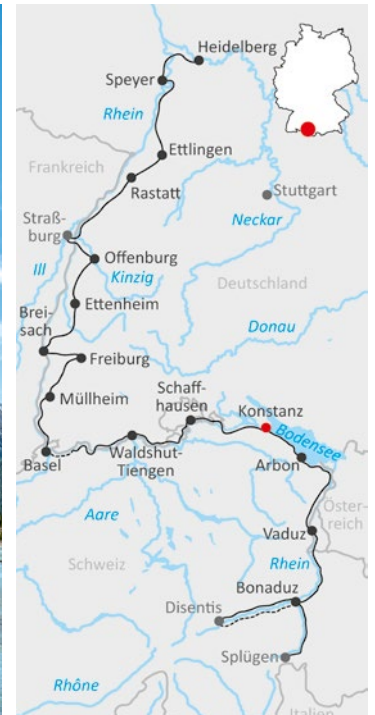 Heidelberg
Speyer
Rhein
Ettlingen
Frankreich
Rastatt
Stuttgart
Straß-
burg
Neckar
Offenburg
Ill
Kinzig
Deutschland
Ettenheim
Brei-
sach
Donau
Freiburg
Schaff-
hausen
Konstanz
Müllheim
Bodensee
Basel
Waldshut-
Tiengen
Arbon
Öster-
reich
Aare
Vaduz
Schweiz
Rhein
Bonaduz
Disentis
Splügen
Rhône
Italien